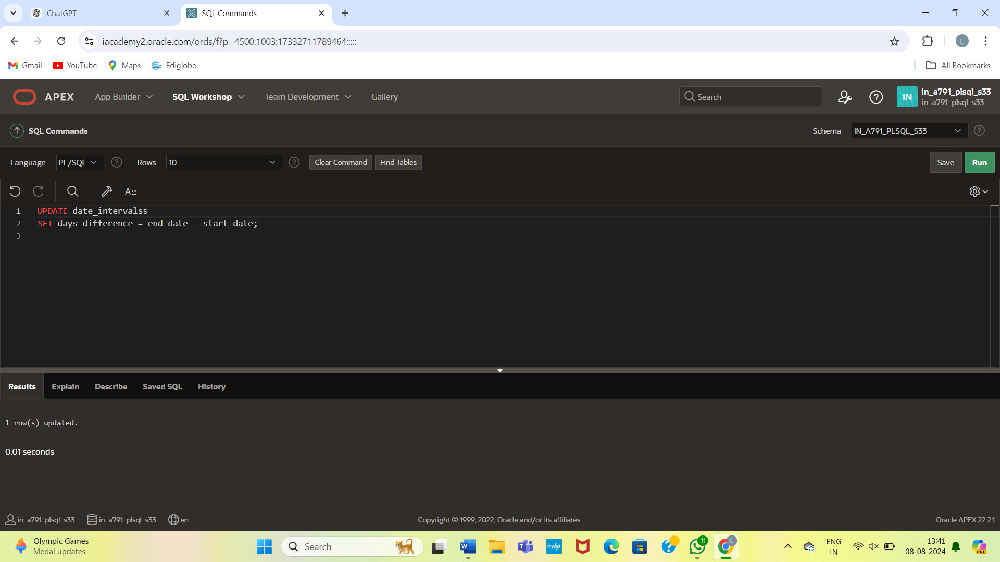 ChatGPT
SQL Commands
iacademy2.oracle.com/ords/f?p=4500:1003:17332711789464:::::
L
Gmail
YouTube
Maps
Ediglobe
All Bookmarks
APEX
App Builder
SQL Workshop
Team Development
Gallery
Search
IN
in_a791_plsql_s33
in_a791_plsql_s33
SQL Commands
Schema
IN_A791_PLSQL_S33
Language
PL/SQL
Rows
10
Clear Command
Find Tables
Save
Run
A::
1 UPDATE date_intervalss
2 SET days_difference = end_date - start_date;
3
Results
Explain
Describe
Saved SQL
History
1 row(s) updated.
0.01 seconds
in_a791_plsql_s33
in_a791_plsql_s33
en
Copyright © 1999, 2022, Oracle and/or its affiliates.
Oracle APEX 22.2.1
Olympic Games
Medal updates
Search
W
myhp
11
L
ENG
IN
13:41
08-08-2024
PRE